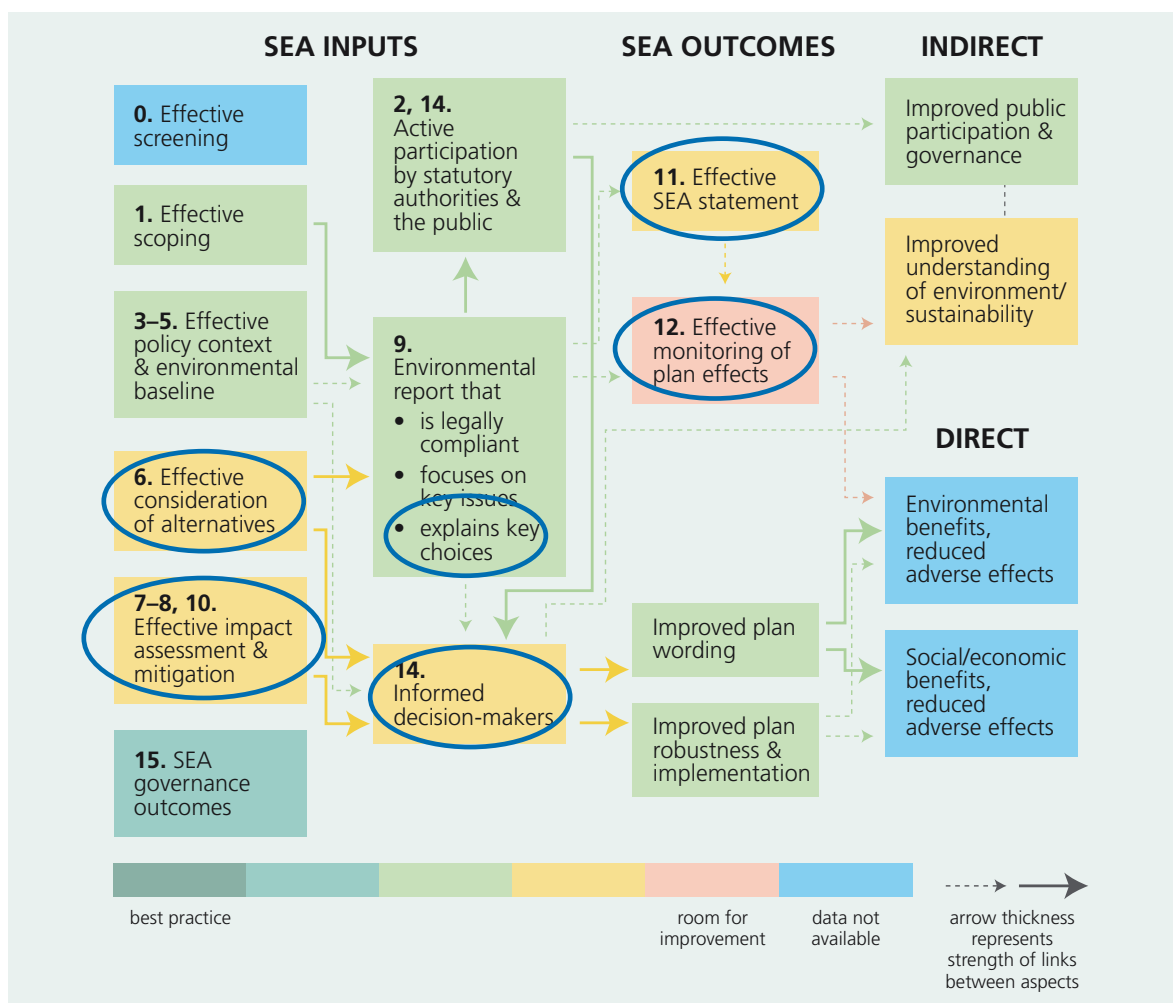 SEA INPUTS
SEA OUTCOMES
INDIRECT
0. Effective
screening
1. Effective
scoping
3–5. Effective
policy context
& environmental
baseline
6. Effective
consideration
of alternatives
7–8, 10.
Effective impact
assessment &
mitigation
15. SEA
governance
outcomes
2, 14.
Active
participation
by statutory
authorities &
the public
9.
Environmental
report that
• is legally
compliant
• focuses on
key issues
• explains key
choices
14.
Informed
decision-makers
11. Effective
SEA statement
12. Effective
monitoring of
plan effects
Improved plan
wording
Improved plan
robustness &
implementation
Improved public
participation &
governance
Improved
understanding
of environment/
sustainability
DIRECT
Environmental
benefits,
reduced
adverse effects
Social/economic
benefits,
reduced
adverse effects
best practice
room for
improvement
data not
available
arrow thickness
represents
strength of links
between aspects